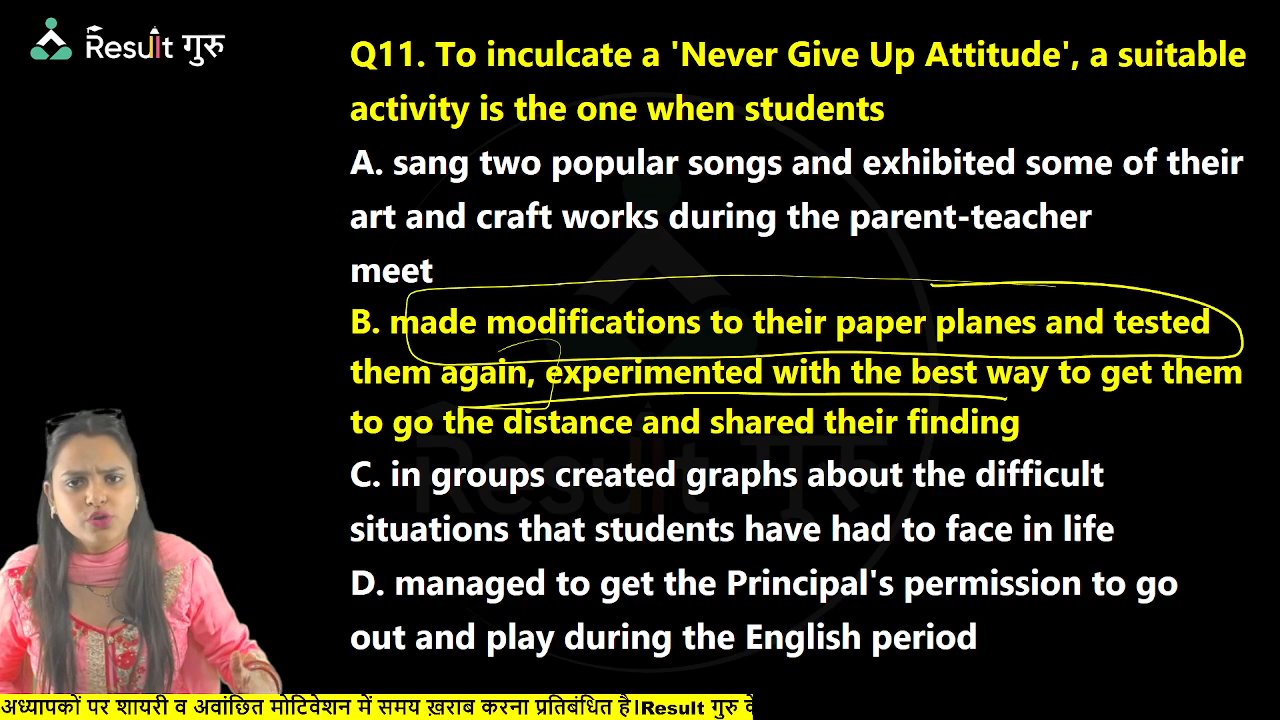 Result गुरु
Q11. To inculcate a 'Never Give Up Attitude', a suitable
activity is the one when students
A. sang two popular songs and exhibited some of their
art and craft works during the parent-teacher
meet
B. made modifications to their paper planes and tested
them again, experimented with the best way to get them
to go the distance and shared their finding
C. in groups created graphs about the difficult
situations that students have had to face in life
D. managed to get the Principal's permission to go
out and play during the English period
Result गुरु
अध्यापकों पर शायरी व अवांछित मोटिवेशन में समय ख़राब करना प्रतिबंधित है।Result गुरु